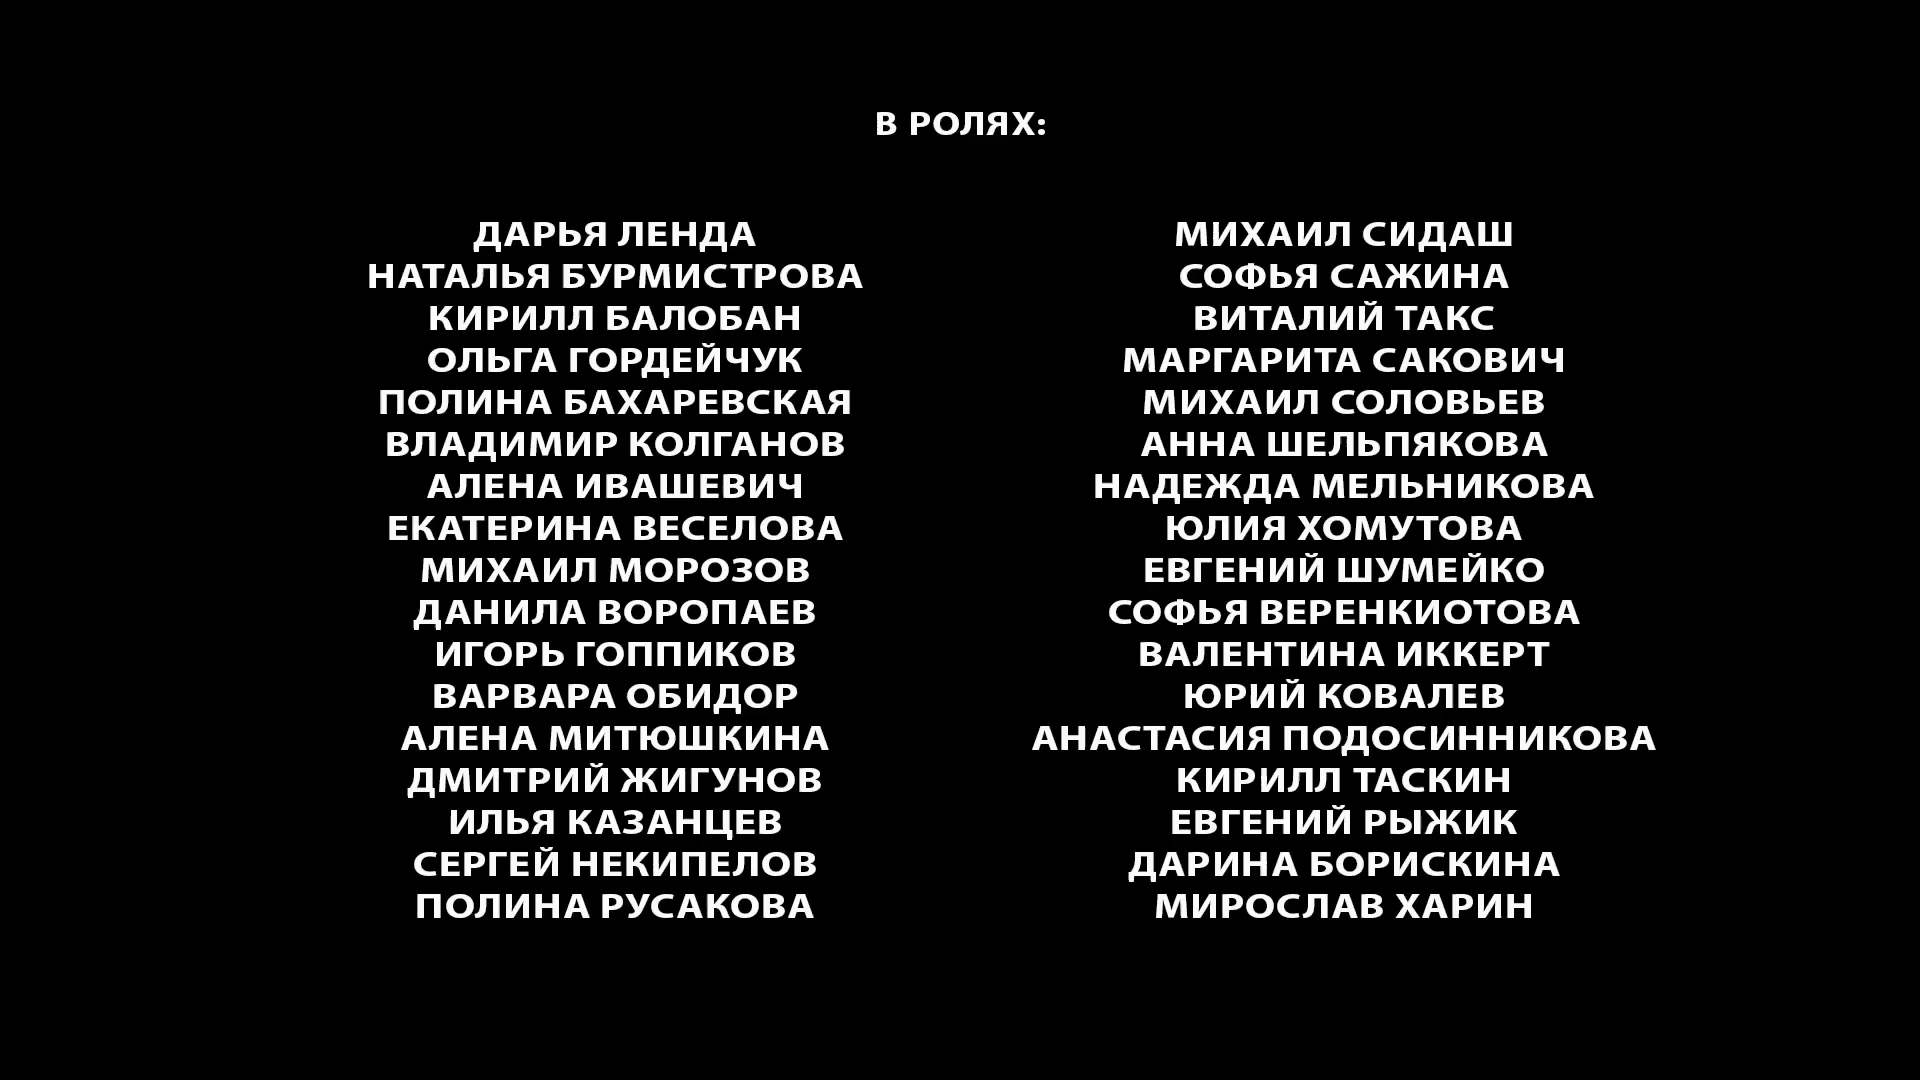 В РОЛЯХ:
ДАРЬЯ ЛЕНДА
НАТАЛЬЯ БУРМИСТРОВА
КИРИЛЛ БАЛОБАН
ОЛЬГА ГОРДЕЙЧУК
ПОЛИНА БАХАРЕВСКАЯ
ВЛАДИМИР КОЛГАНОВ
АЛЕНА ИВАШЕВИЧ
ЕКАТЕРИНА ВЕСЕЛОВА
МИХАИЛ МОРОЗОВ
ДАНИЛА ВОРОПАЕВ
ИГОРЬ ГОППИКОВ
ВАРВАРА ОБИДОР
АЛЕНА МИТЮШКИНА
ДМИТРИЙ ЖИГУНОВ
ИЛЬЯ КАЗАНЦЕВ
СЕРГЕЙ НЕКИПЕЛОВ
ПОЛИНА РУСАКОВА
МИХАИЛ СИДАШ
СОФЬЯ САЖИНА
ВИТАЛИЙ ТАКС
МАРГАРИТА САКОВИЧ
МИХАИЛ СОЛОВЬЕВ
АННА ШЕЛЬПЯКОВА
НАДЕЖДА МЕЛЬНИКОВА
ЮЛИЯ ХОМУТОВА
ЕВГЕНИЙ ШУМЕЙКО
СОФЬЯ ВЕРЕНКИОТОВА
ВАЛЕНТИНА ИККЕРТ
ЮРИЙ КОВАЛЕВ
АНАСТАСИЯ ПОДОСИННИКОВА
КИРИЛЛ ТАСКИН
ЕВГЕНИЙ РЫЖИК
ДАРИНА БОРИСКИНА
МИРОСЛАВ ХАРИН